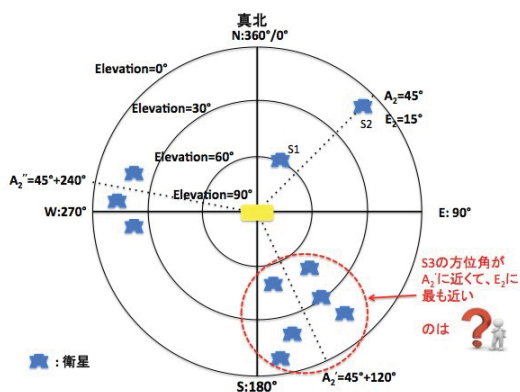 真北
N:360°/0°
Elevation=0°
A₂=45°
Elevation=30°
S2
E₂=15°
Elevation=60°
S1
A₂″=45°+240°
Elevation=90°
W:270°
E: 90°
S3の方位角が
A₂′に近くて、E₂に
最も近い
のは
?
:衛星
S:180°
A₂′=45°+120°